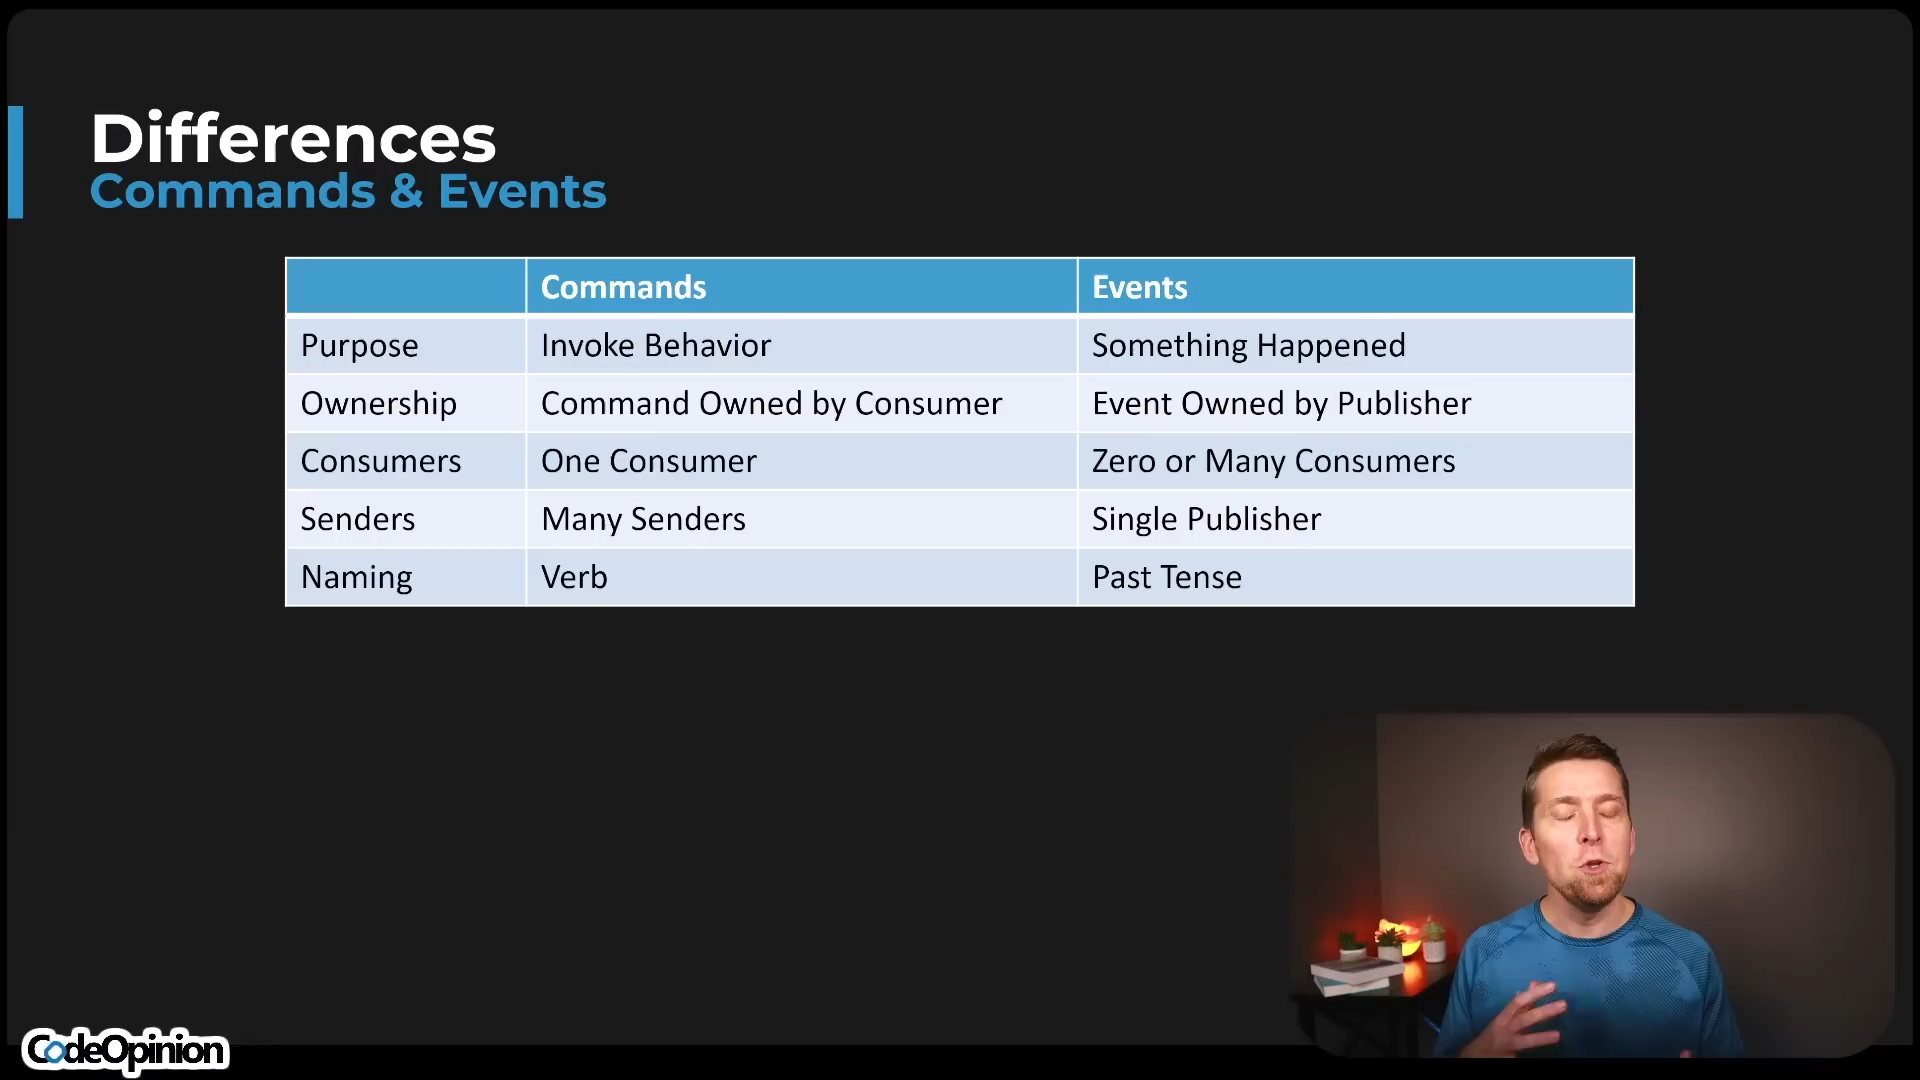 Differences
Commands & Events
Commands Events
Purpose Invoke Behavior Something Happened
Ownership Command Owned by Consumer Event Owned by Publisher
Consumers One Consumer Zero or Many Consumers
Senders Many Senders Single Publisher
Naming Verb Past Tense
CodeOpinion